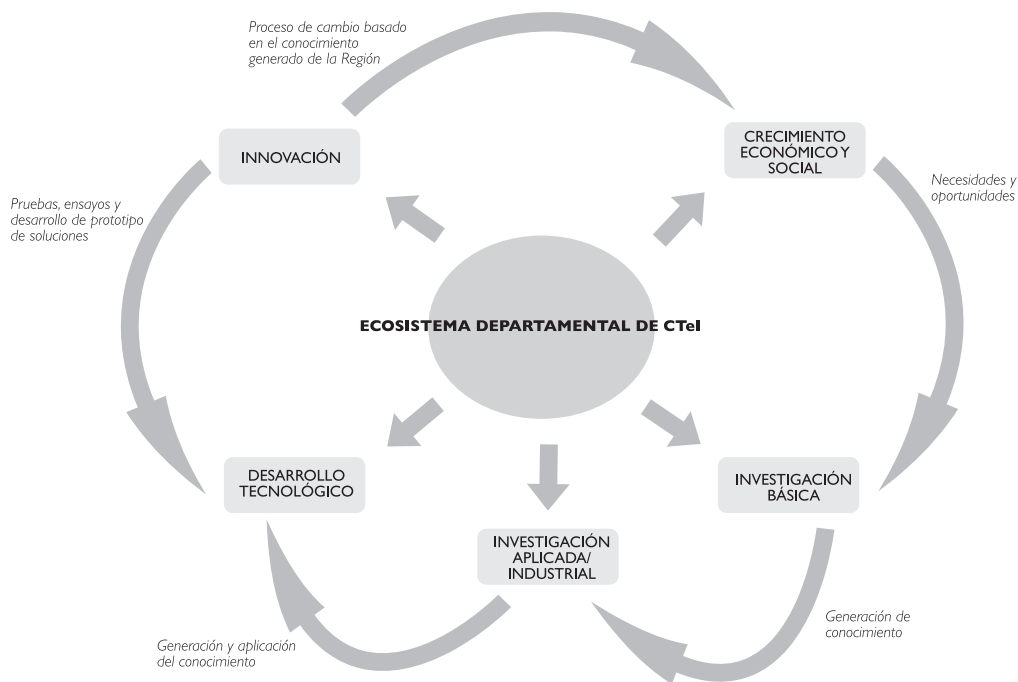 Proceso de cambio basado
en el conocimiento
generado de la Región
INNOVACIÓN
CRECIMIENTO
ECONÓMICO Y
SOCIAL
Pruebas, ensayos y
desarrollo de prototipo
de soluciones
Necesidades y
oportunidades
ECOSISTEMA DEPARTAMENTAL DE CTeI
DESARROLLO
TECNOLÓGICO
INVESTIGACIÓN
BÁSICA
INVESTIGACIÓN
APLICADA/
INDUSTRIAL
Generación y aplicación
del conocimiento
Generación de
conocimiento